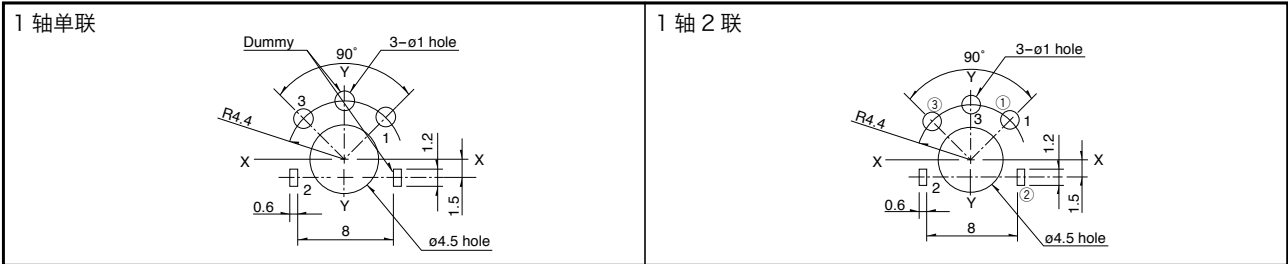 1 轴单联
Dummy
3-ø1 hole
90˚
Y
3
1
R4.4
X
X
2
1.2
1.5
0.6
8
Y
ø4.5 hole
1 轴 2 联
3-ø1 hole
90˚
Y
③
①
3
1
R4.4
X
X
2
②
1.2
1.5
0.6
8
Y
ø4.5 hole